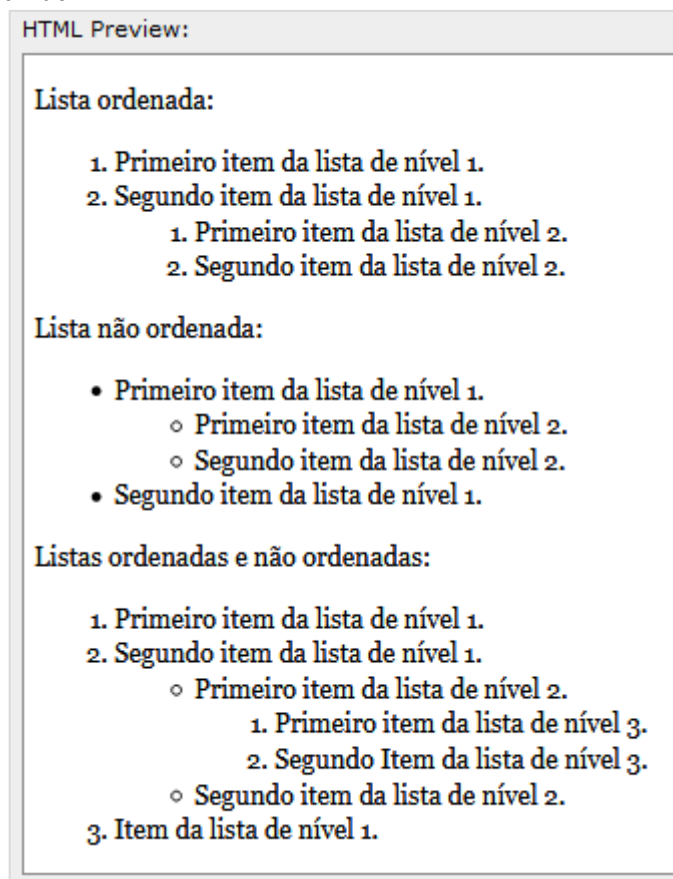 HTML Preview:
Lista ordenada:
1. Primeiro item da lista de nível 1.
2. Segundo item da lista de nível 1.
1. Primeiro item da lista de nível 2.
2. Segundo item da lista de nível 2.
Lista não ordenada:
• Primeiro item da lista de nível 1.
◦ Primeiro item da lista de nível 2.
◦ Segundo item da lista de nível 2.
• Segundo item da lista de nível 1.
Listas ordenadas e não ordenadas:
1. Primeiro item da lista de nível 1.
2. Segundo item da lista de nível 1.
◦ Primeiro item da lista de nível 2.
1. Primeiro item da lista de nível 3.
2. Segundo Item da lista de nível 3.
◦ Segundo item da lista de nível 2.
3. Item da lista de nível 1.